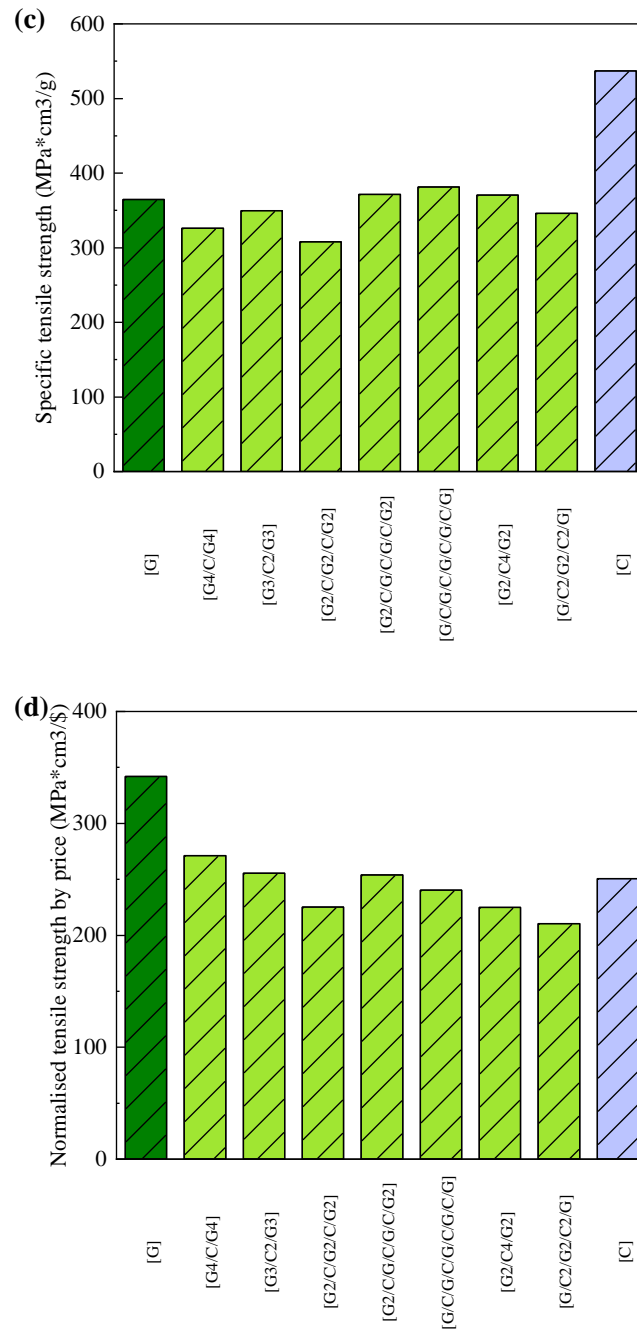 (c)
600
500
400
300
200
100
0
Specific tensile strength (MPa*cm3/g)
[G]
[G4/C/G4]
[G3/C2/G3]
[G2/C/G2/C/G2]
[G2/C/G/C/G/C/G2]
[G/C/G/C/G/C/G/C/G]
[G2/C4/G2]
[G/C2/G2/C2/G]
[C]
(d)
400
300
200
100
0
Normalised tensile strength by price (MPa*cm3/$)
[G]
[G4/C/G4]
[G3/C2/G3]
[G2/C/G2/C/G2]
[G2/C/G/C/G/C/G2]
[G/C/G/C/G/C/G/C/G]
[G2/C4/G2]
[G/C2/G2/C2/G]
[C]